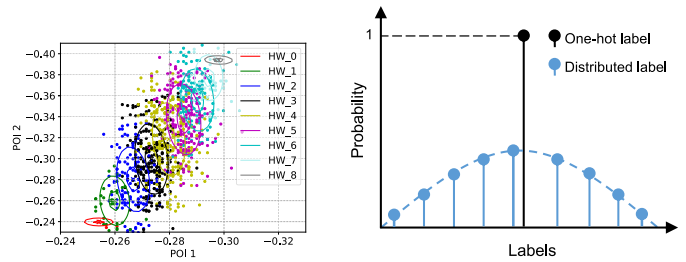 −0.40
−0.38
−0.36
−0.34
−0.32
−0.30
−0.28
−0.26
−0.24
POI 2
−0.24
−0.26
−0.28
−0.30
−0.32
POI 1
HW_0
HW_1
HW_2
HW_3
HW_4
HW_5
HW_6
HW_7
HW_8
Probability
1
One-hot label
Distributed label
Labels